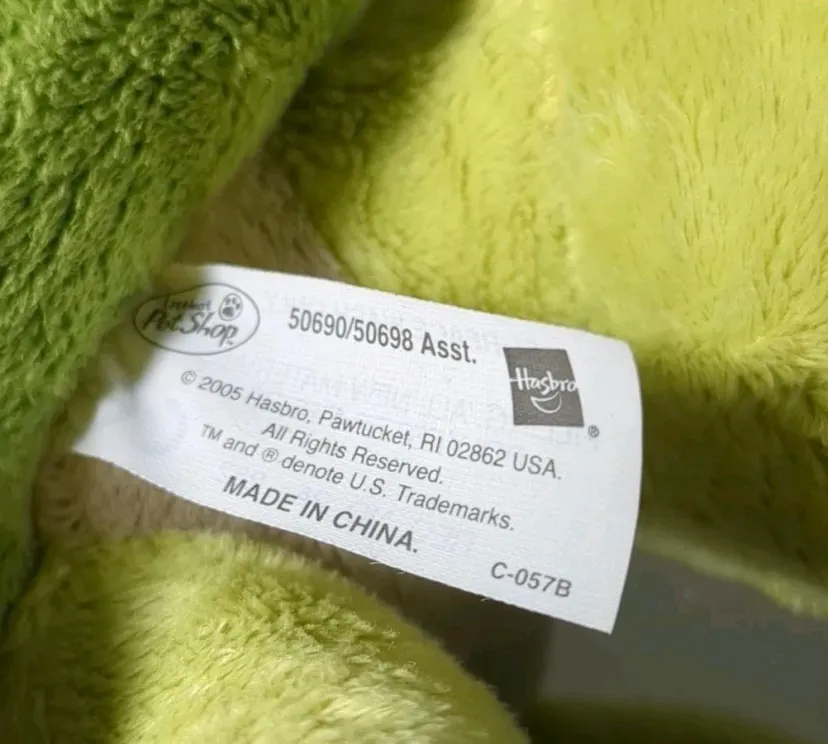 Littlest
Pet Shop™
50690/50698 Asst.
Hasbro
®
© 2005 Hasbro, Pawtucket, RI 02862 USA.
All Rights Reserved.
TM and ® denote U.S. Trademarks.
MADE IN CHINA.
C-057B